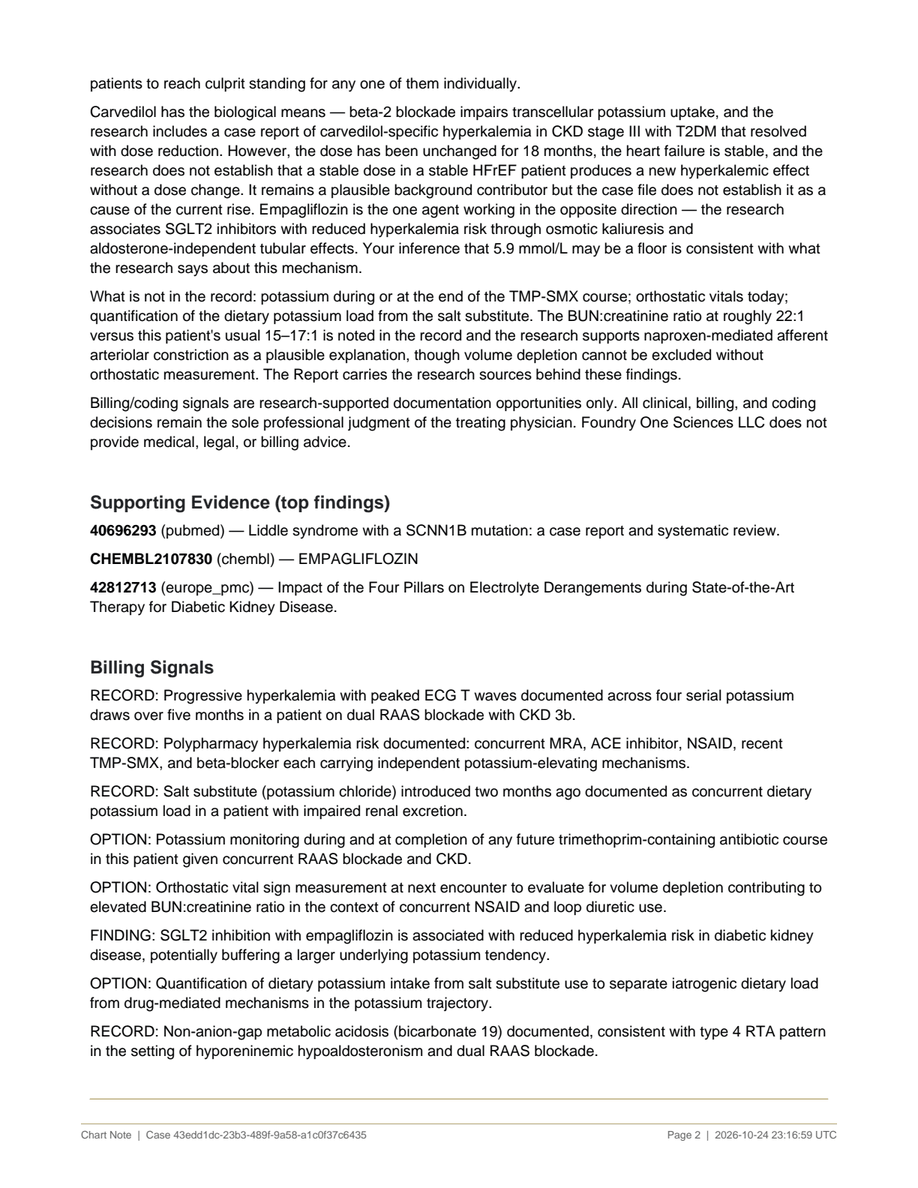 patients to reach culprit standing for any one of them individually.
Carvedilol has the biological means — beta-2 blockade impairs transcellular potassium uptake, and the
research includes a case report of carvedilol-specific hyperkalemia in CKD stage III with T2DM that resolved
with dose reduction. However, the dose has been unchanged for 18 months, the heart failure is stable, and the
research does not establish that a stable dose in a stable HFrEF patient produces a new hyperkalemic effect
without a dose change. It remains a plausible background contributor but the case file does not establish it as a
cause of the current rise. Empagliflozin is the one agent working in the opposite direction — the research
associates SGLT2 inhibitors with reduced hyperkalemia risk through osmotic kaliuresis and
aldosterone-independent tubular effects. Your inference that 5.9 mmol/L may be a floor is consistent with what
the research says about this mechanism.
What is not in the record: potassium during or at the end of the TMP-SMX course; orthostatic vitals today;
quantification of the dietary potassium load from the salt substitute. The BUN:creatinine ratio at roughly 22:1
versus this patient's usual 15–17:1 is noted in the record and the research supports naproxen-mediated afferent
arteriolar constriction as a plausible explanation, though volume depletion cannot be excluded without
orthostatic measurement. The Report carries the research sources behind these findings.
Billing/coding signals are research-supported documentation opportunities only. All clinical, billing, and coding
decisions remain the sole professional judgment of the treating physician. Foundry One Sciences LLC does not
provide medical, legal, or billing advice.
Supporting Evidence (top findings)
40696293 (pubmed) — Liddle syndrome with a SCNN1B mutation: a case report and systematic review.
CHEMBL2107830 (chembl) — EMPAGLIFLOZIN
42812713 (europe_pmc) — Impact of the Four Pillars on Electrolyte Derangements during State-of-the-Art
Therapy for Diabetic Kidney Disease.
Billing Signals
RECORD: Progressive hyperkalemia with peaked ECG T waves documented across four serial potassium
draws over five months in a patient on dual RAAS blockade with CKD 3b.
RECORD: Polypharmacy hyperkalemia risk documented: concurrent MRA, ACE inhibitor, NSAID, recent
TMP-SMX, and beta-blocker each carrying independent potassium-elevating mechanisms.
RECORD: Salt substitute (potassium chloride) introduced two months ago documented as concurrent dietary
potassium load in a patient with impaired renal excretion.
OPTION: Potassium monitoring during and at completion of any future trimethoprim-containing antibiotic course
in this patient given concurrent RAAS blockade and CKD.
OPTION: Orthostatic vital sign measurement at next encounter to evaluate for volume depletion contributing to
elevated BUN:creatinine ratio in the context of concurrent NSAID and loop diuretic use.
FINDING: SGLT2 inhibition with empagliflozin is associated with reduced hyperkalemia risk in diabetic kidney
disease, potentially buffering a larger underlying potassium tendency.
OPTION: Quantification of dietary potassium intake from salt substitute use to separate iatrogenic dietary load
from drug-mediated mechanisms in the potassium trajectory.
RECORD: Non-anion-gap metabolic acidosis (bicarbonate 19) documented, consistent with type 4 RTA pattern
in the setting of hyporeninemic hypoaldosteronism and dual RAAS blockade.
Chart Note | Case 43edd1dc-23b3-489f-9a58-a1c0f37c6435
Page 2 | 2026-10-24 23:16:59 UTC